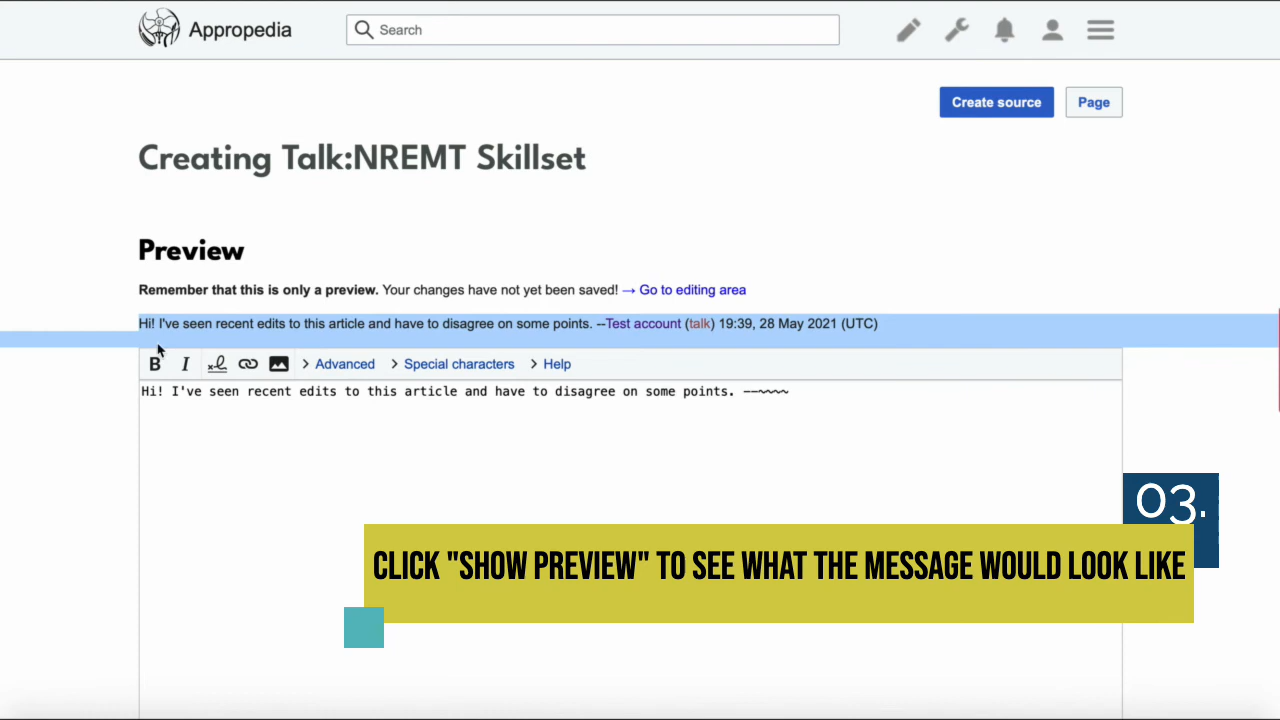 Appropedia
Search
Create source
Page
Creating Talk:NREMT Skillset
Preview
Remember that this is only a preview. Your changes have not yet been saved! → Go to editing area
Hi! I've seen recent edits to this article and have to disagree on some points. --Test account (talk) 19:39, 28 May 2021 (UTC)
B I Advanced Special characters Help
Hi! I've seen recent edits to this article and have to disagree on some points. --~~~~
03.
CLICK "SHOW PREVIEW" TO SEE WHAT THE MESSAGE WOULD LOOK LIKE